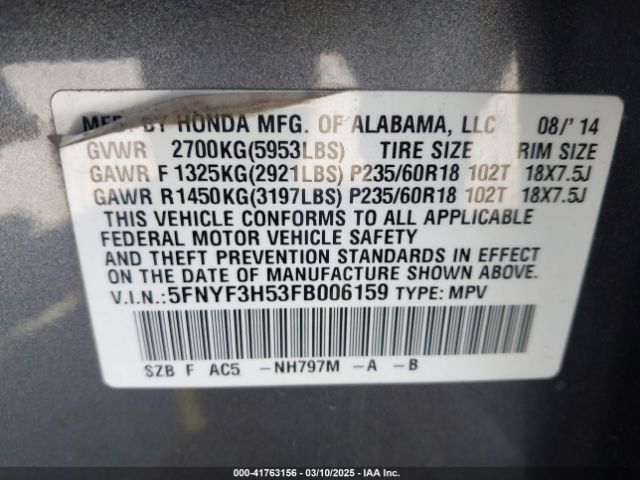 MFD. BY HONDA MFG. OF ALABAMA, LLC 08/'14
GVWR 2700KG(5953LBS) TIRE SIZE RIM SIZE
GAWR F 1325KG(2921LBS) P235/60R18 102T 18X7.5J
GAWR R1450KG(3197LBS) P235/60R18 102T 18X7.5J
THIS VEHICLE CONFORMS TO ALL APPLICABLE
FEDERAL MOTOR VEHICLE SAFETY
AND THEFT PREVENTION STANDARDS IN EFFECT
ON THE DATE OF MANUFACTURE SHOWN ABOVE.
V.I.N.:5FNYF3H53FB006159 TYPE: MPV
SZB F AC5 -NH797M -A -B
000-41763156 — 03/10/2025 — IAA Inc.